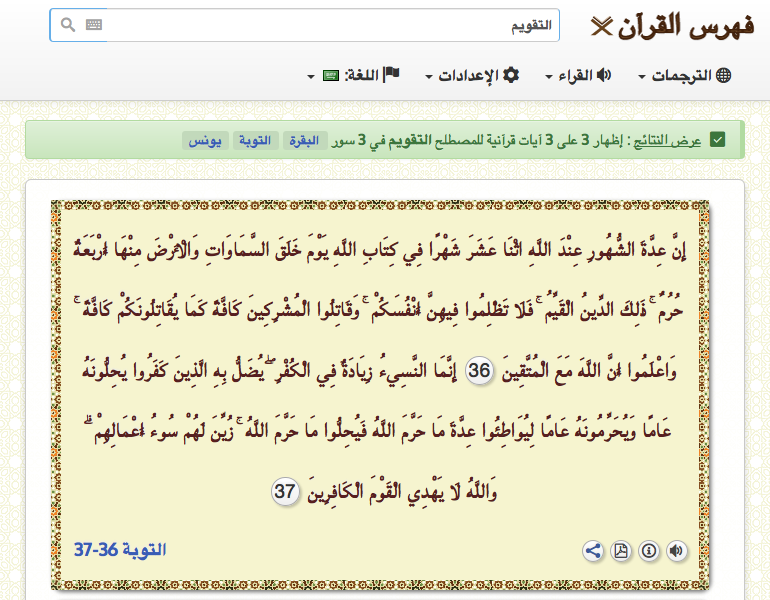 فهرس القرآن
التقويم
الترجمات
القراء
الإعدادات
اللغة:
عرض النتائج : إظهار 3 على 3 آيات قرآنية للمصطلح التقويم في 3 سور البقرة التوبة يونس
إِنَّ عِدَّةَ الشُّهُورِ عِنْدَ اللَّهِ اثْنَا عَشَرَ شَهْرًا فِي كِتَابِ اللَّهِ يَوْمَ خَلَقَ السَّمَاوَاتِ وَالْأَرْضَ مِنْهَا أَرْبَعَةٌ
حُرُمٌ ۚ ذَٰلِكَ الدِّينُ الْقَيِّمُ ۚ فَلَا تَظْلِمُوا فِيهِنَّ أَنْفُسَكُمْ ۚ وَقَاتِلُوا الْمُشْرِكِينَ كَافَّةً كَمَا يُقَاتِلُونَكُمْ كَافَّةً ۚ
وَاعْلَمُوا أَنَّ اللَّهَ مَعَ الْمُتَّقِينَ 36 إِنَّمَا النَّسِيءُ زِيَادَةٌ فِي الْكُفْرِ ۖ يُضَلُّ بِهِ الَّذِينَ كَفَرُوا يُحِلُّونَهُ
عَامًا وَيُحَرِّمُونَهُ عَامًا لِيُوَاطِئُوا عِدَّةَ مَا حَرَّمَ اللَّهُ فَيُحِلُّوا مَا حَرَّمَ اللَّهُ ۚ زُيِّنَ لَهُمْ سُوءُ أَعْمَالِهِمْ ۗ
وَاللَّهُ لَا يَهْدِي الْقَوْمَ الْكَافِرِينَ 37
التوبة 36-37